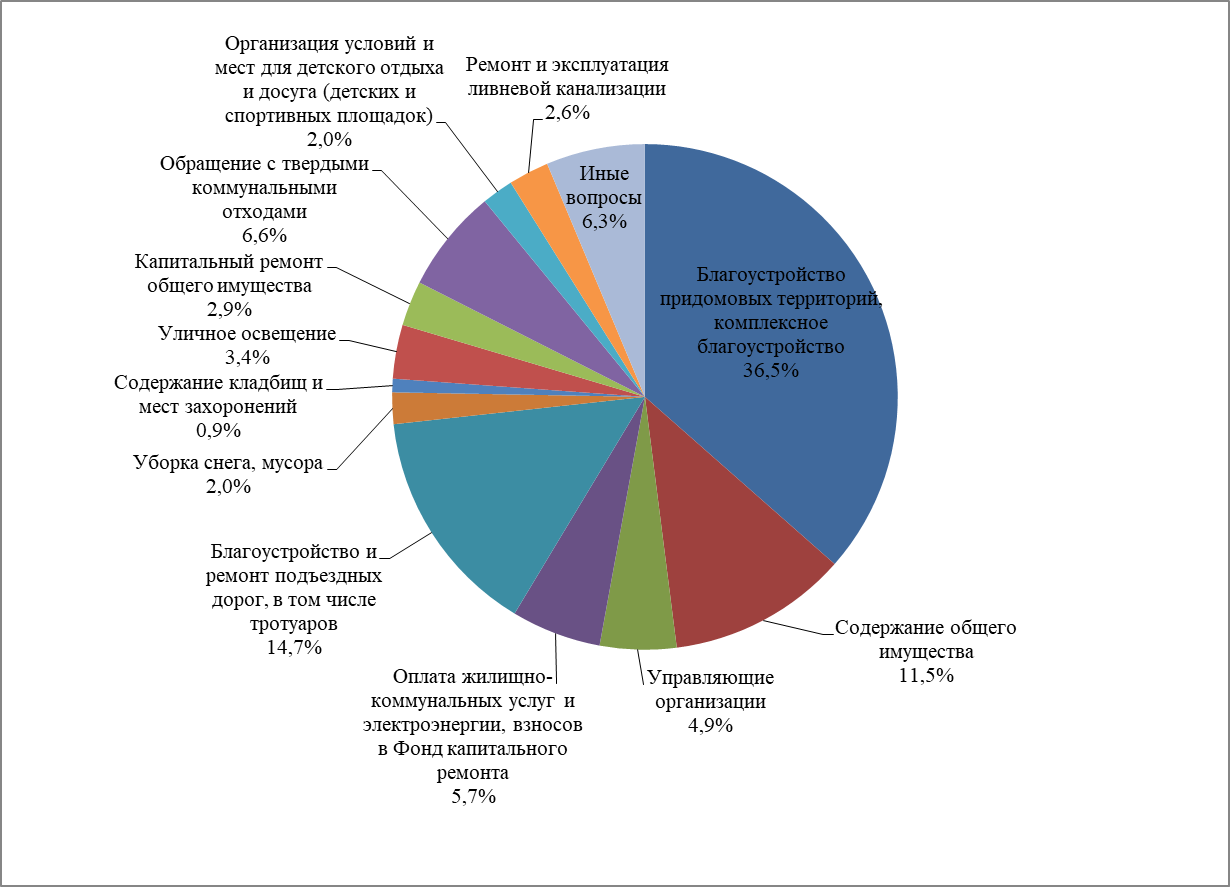 Организация условий и
мест для детского отдыха
и досуга (детских и
спортивных площадок)
2,0%
Ремонт и эксплуатация
ливневой канализации
2,6%
Иные
вопросы
6,3%
Обращение с твердыми
коммунальными
отходами
6,6%
Благоустройство
придомовых территорий,
комплексное
благоустройство
36,5%
Капитальный ремонт
общего имущества
2,9%
Уличное освещение
3,4%
Содержание кладбищ и
мест захоронений
0,9%
Уборка снега, мусора
2,0%
Благоустройство и
ремонт подъездных
дорог, в том числе
тротуаров
14,7%
Содержание общего
имущества
11,5%
Оплата жилищно-
коммунальных услуг и
электроэнергии, взносов
в Фонд капитального
ремонта
5,7%
Управляющие
организации
4,9%